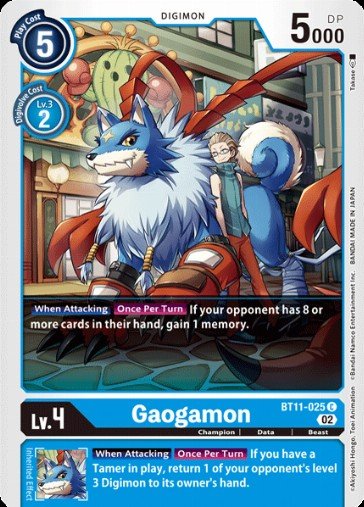 Play Cost
5
DIGIMON
DP
5000
Digivolve Cost
Lv.3
2
When Attacking Once Per Turn If your opponent has 8 or
more cards in their hand, gain 1 memory.
BT11-025 C
Lv.4
Gaogamon
02
Champion | Data | Beast
Inherited Effect
When Attacking Once Per Turn If you have a
Tamer in play, return 1 of your opponent's level
3 Digimon to its owner's hand.
Takase
©Akiyoshi Hongo, Toei Animation ©Bandai Namco Entertainment Inc. BANDAI MADE IN JAPAN